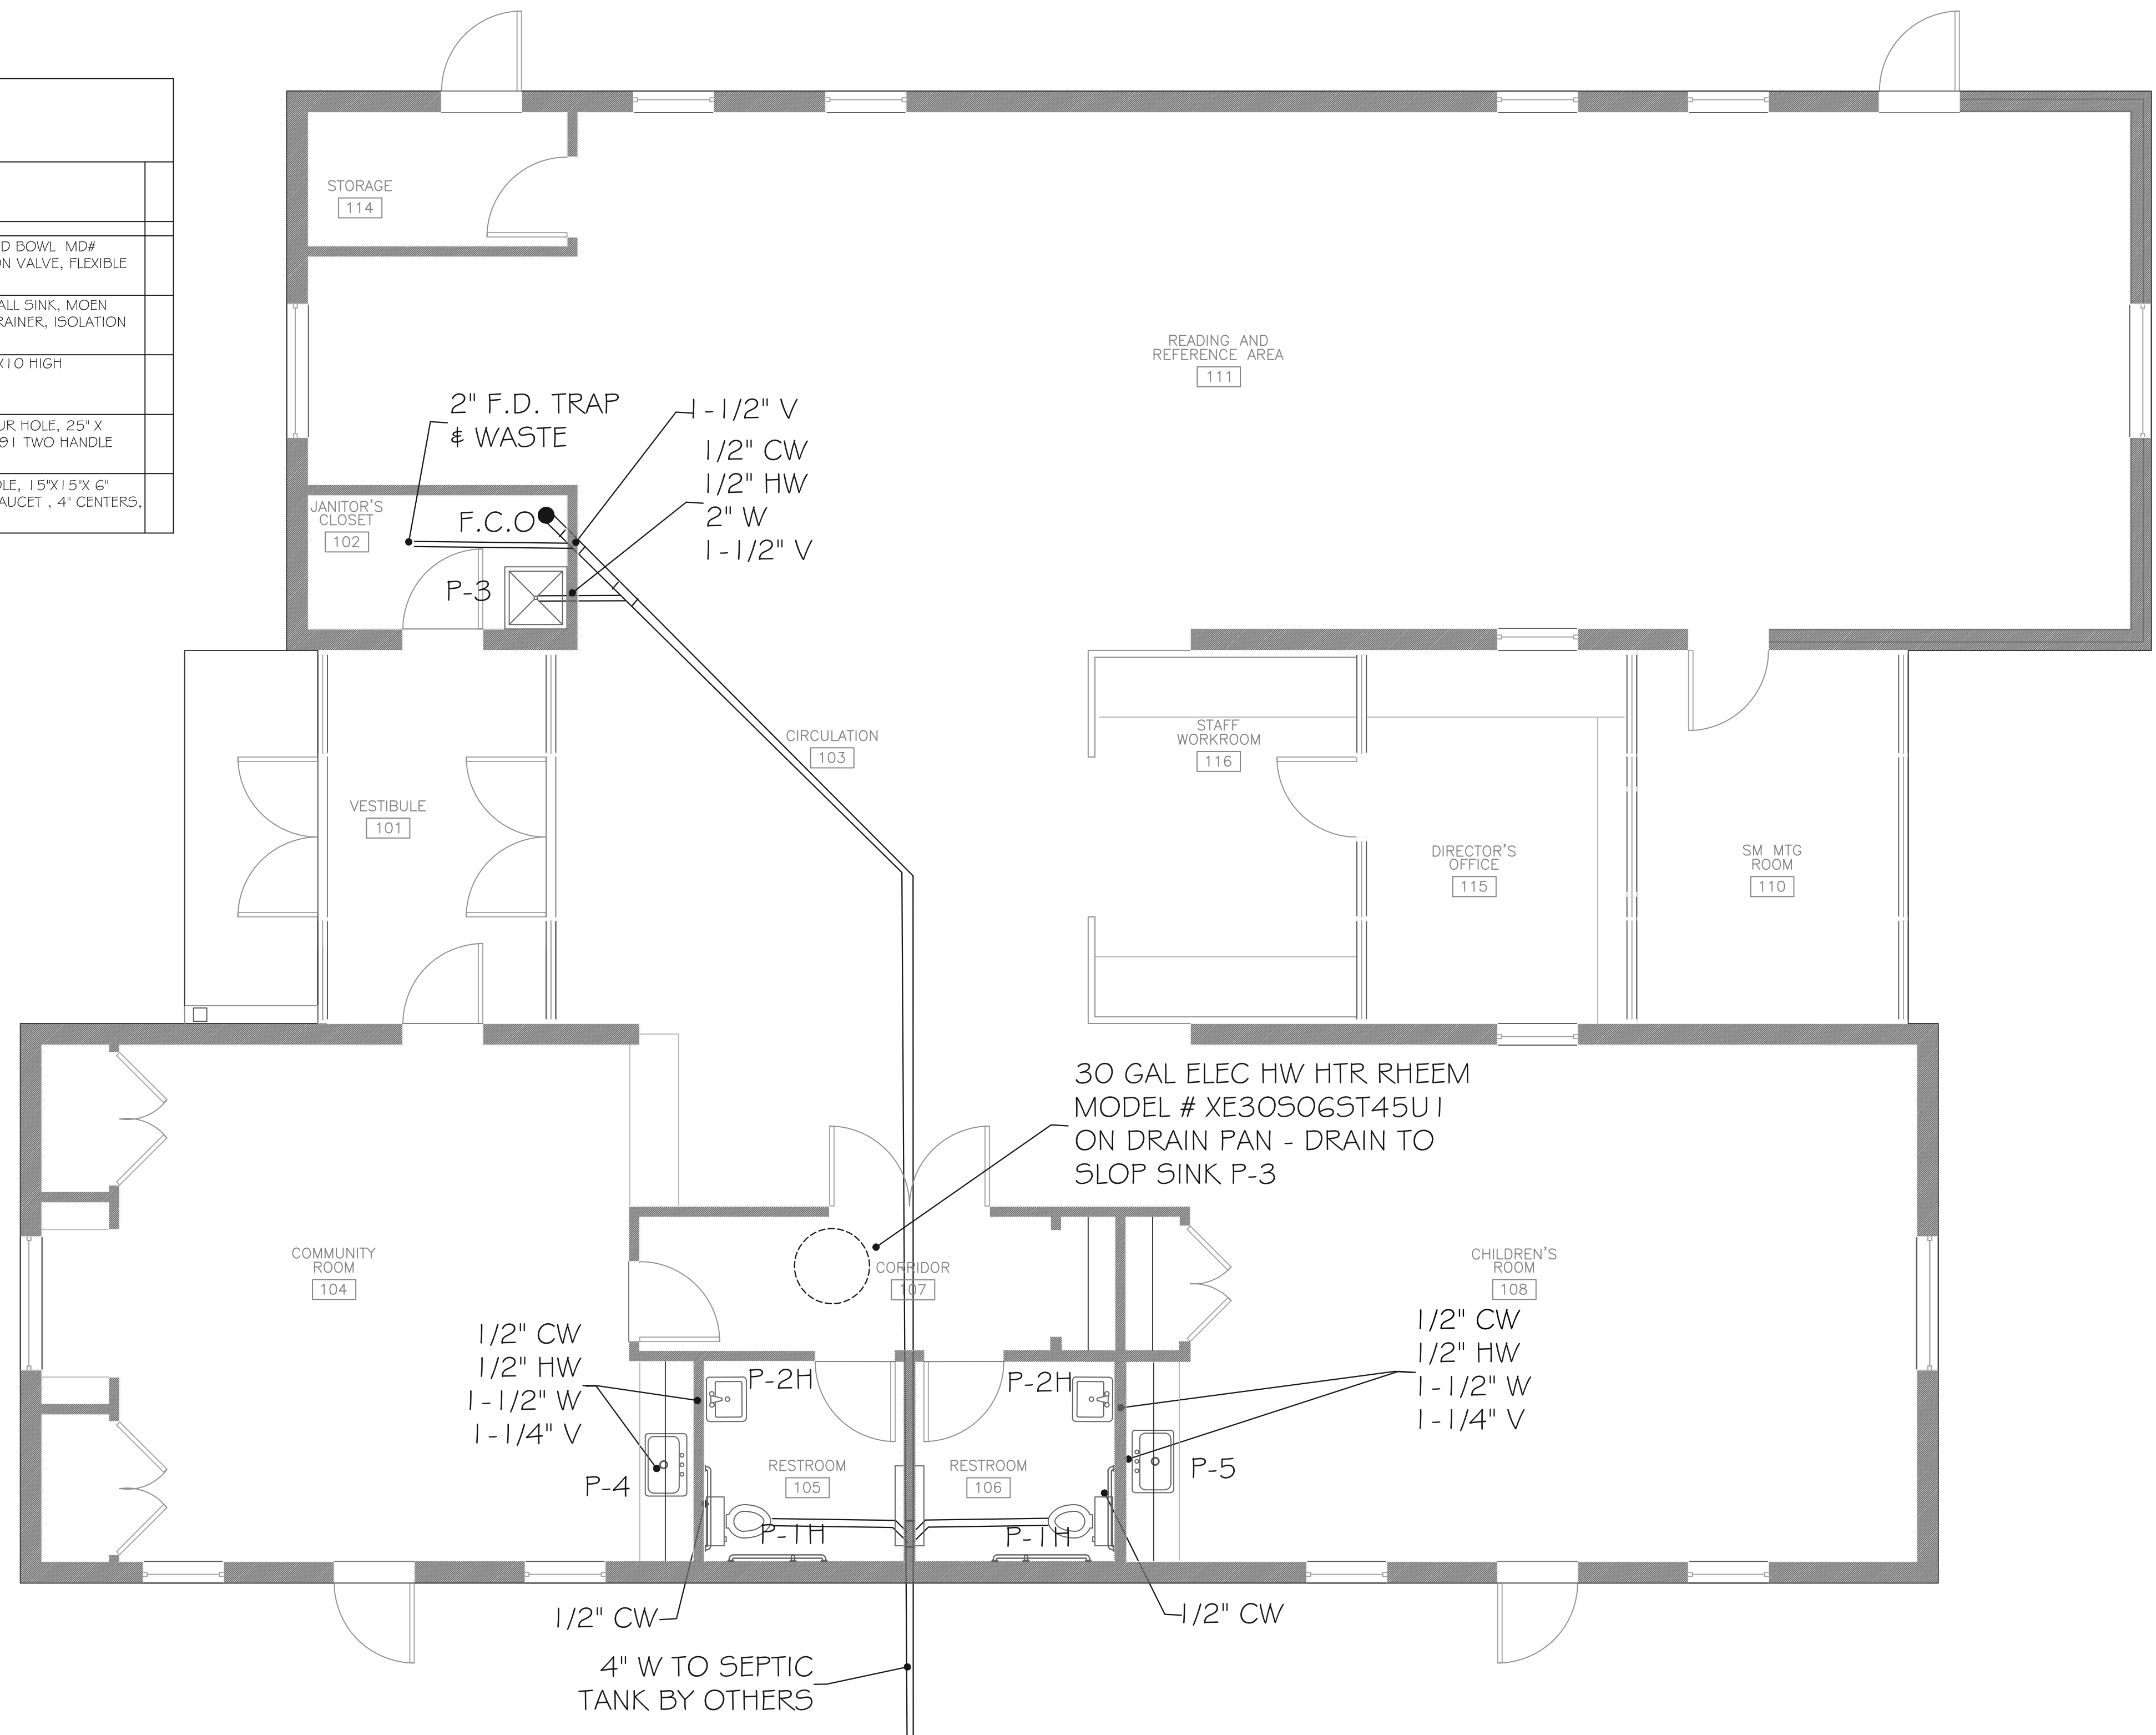 D BOWL MD#
ON VALVE, FLEXIBLE
ALL SINK, MOEN
RAINER, ISOLATION
X10 HIGH
UR HOLE, 25" X
91 TWO HANDLE
OLE, 15"X15"X 6"
AUCET , 4" CENTERS,
STORAGE
114
READING AND
REFERENCE AREA
111
2" F.D. TRAP
& WASTE
1-1/2" V
1/2" CW
1/2" HW
2" W
1-1/2" V
JANITOR'S
CLOSET
102
F.C.O
P-3
CIRCULATION
103
STAFF
WORKROOM
116
VESTIBULE
101
DIRECTOR'S
OFFICE
115
SM MTG
ROOM
110
30 GAL ELEC HW HTR RHEEM
MODEL # XE30S06ST45U1
ON DRAIN PAN - DRAIN TO
SLOP SINK P-3
COMMUNITY
ROOM
104
CORRIDOR
107
CHILDREN'S
ROOM
108
1/2" CW
1/2" HW
1-1/2" W
1-1/4" V
P-2H
P-2H
1/2" CW
1/2" HW
1-1/2" W
1-1/4" V
P-4
RESTROOM
105
RESTROOM
106
P-5
P-1H
P-1H
1/2" CW
1/2" CW
4" W TO SEPTIC
TANK BY OTHERS